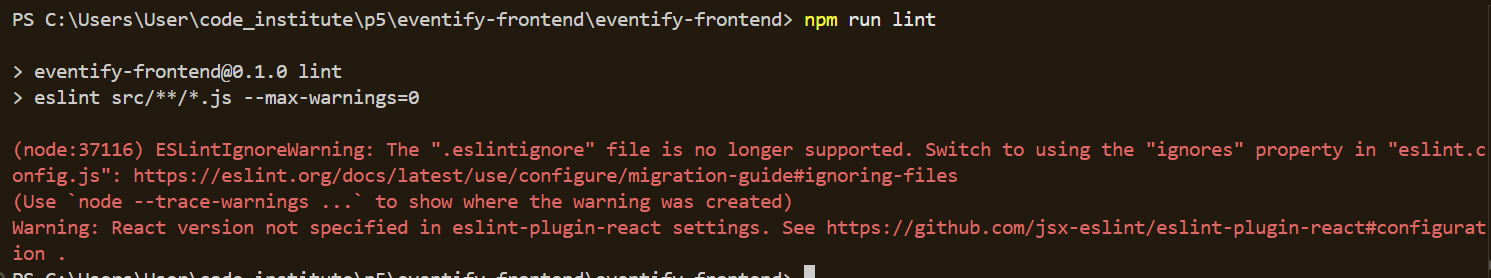 PS C:\Users\User\code_institute\p5\eventify-frontend\eventify-frontend> npm run lint
> eventify-frontend@0.1.0 lint
> eslint src/**/*.js --max-warnings=0
(node:37116) ESLintIgnoreWarning: The ".eslintignore" file is no longer supported. Switch to using the "ignores" property in "eslint.c
onfig.js": https://eslint.org/docs/latest/use/configure/migration-guide#ignoring-files
(Use `node --trace-warnings ...` to show where the warning was created)
Warning: React version not specified in eslint-plugin-react settings. See https://github.com/jsx-eslint/eslint-plugin-react#configurat
ion .
PS C:\Users\User\code_institute\p5\eventify-frontend\eventify-frontend>